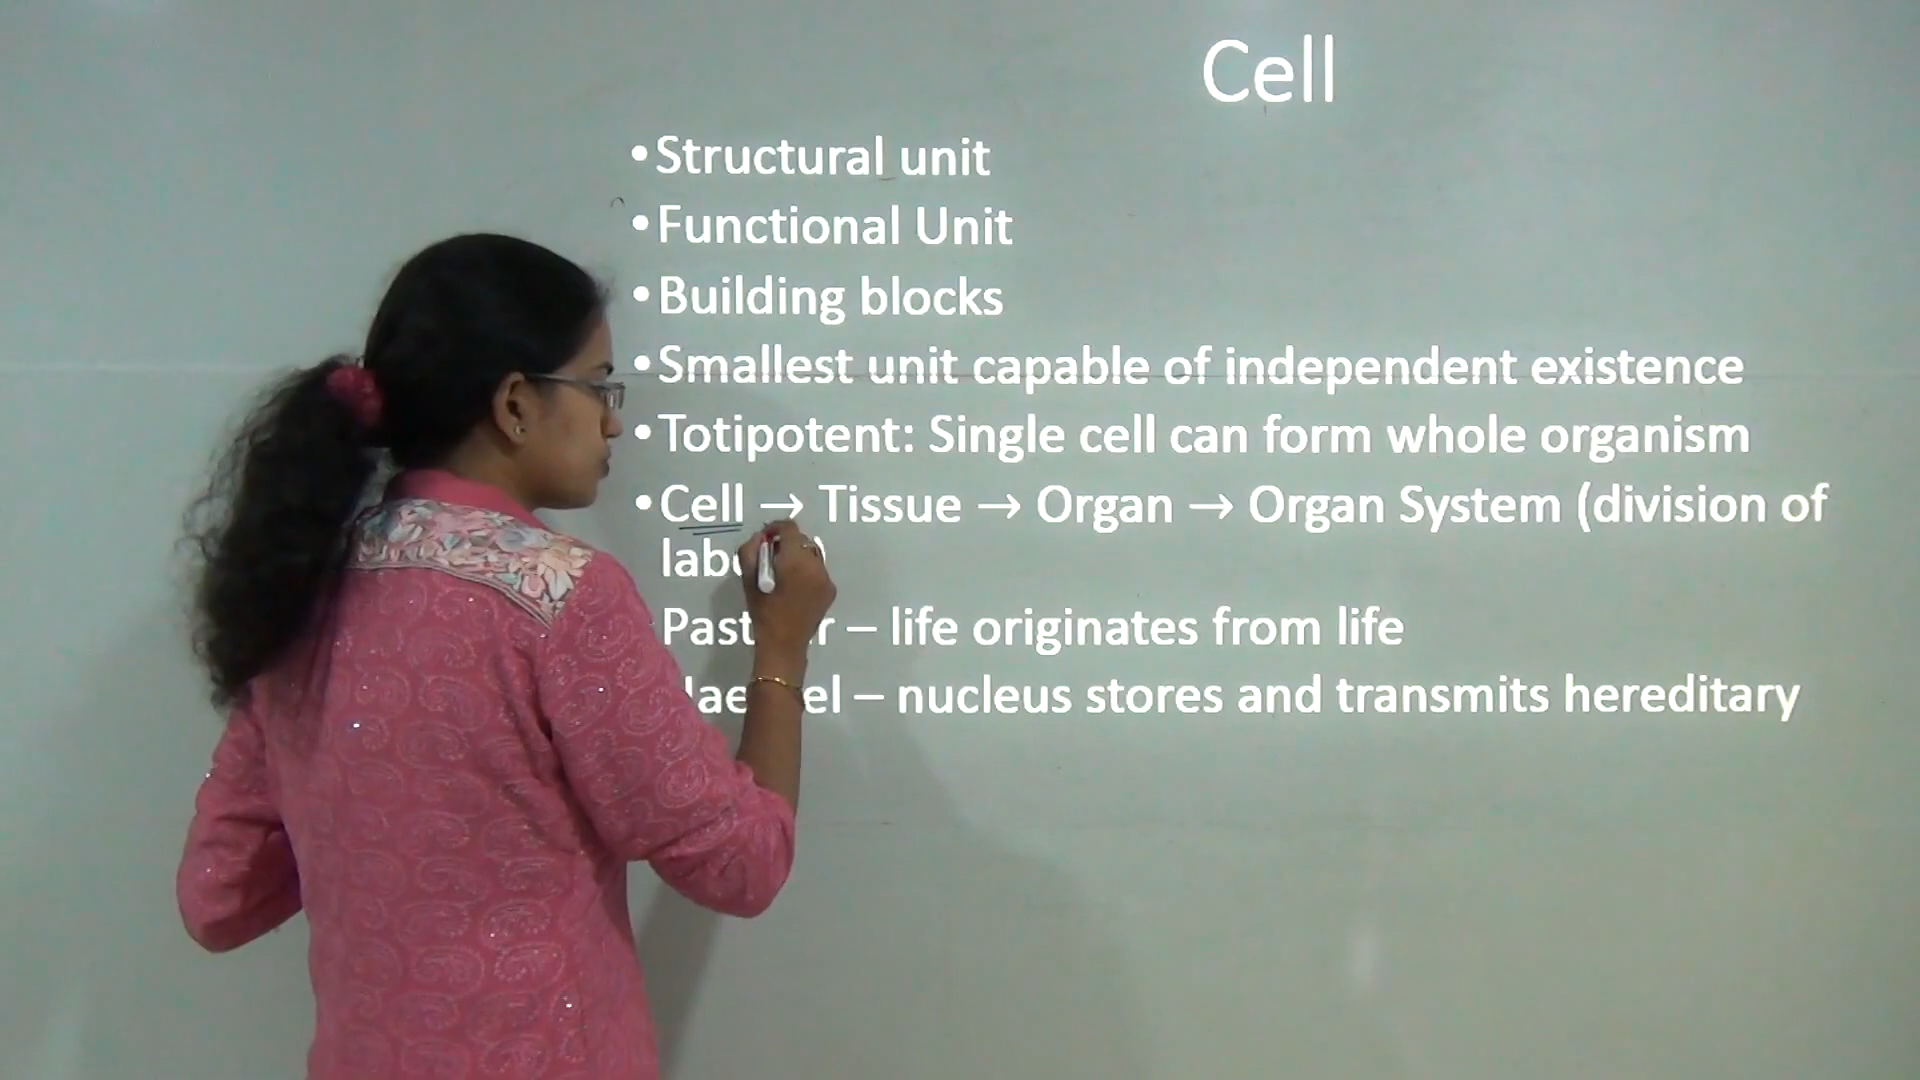 Cell
• Structural unit
• Functional Unit
• Building blocks
• Smallest unit capable of independent existence
• Totipotent: Single cell can form whole organism
• Cell → Tissue → Organ → Organ System (division of
– life originates from life
– nucleus stores and transmits hereditary